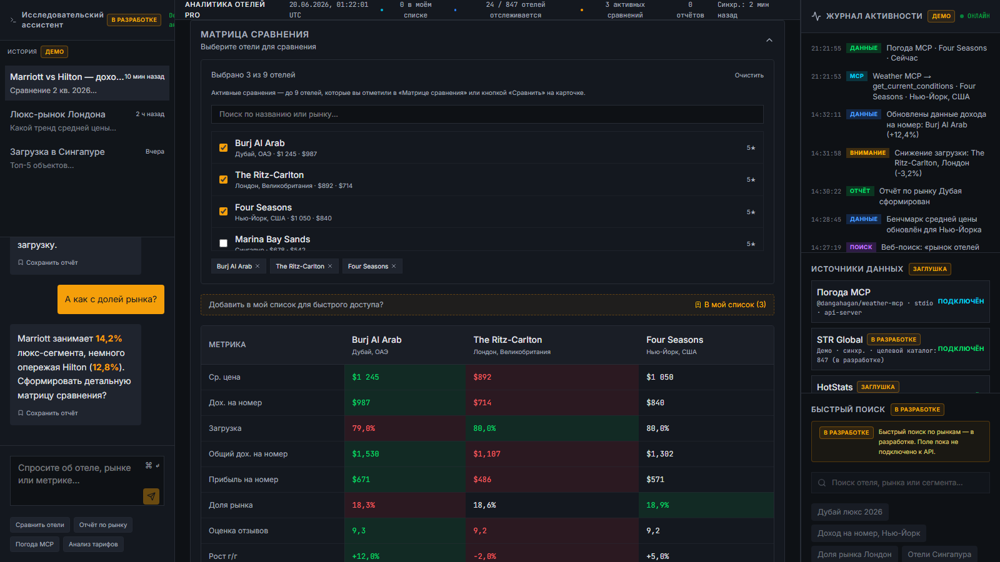 Исследовательский ассистент
В РАЗРАБОТКЕ
ИСТОРИЯ
ДЕМО
Marriott vs Hilton — дохо...
10 мин назад
Сравнение 2 кв. 2026...
Люкс-рынок Лондона
2 ч назад
Какой тренд средней цены...
Загрузка в Сингапуре
Вчера
Топ-5 объектов...
загрузку.
Сохранить отчёт
А как с долей рынка?
Marriott занимает 14,2%
люкс-сегмента, немного
опережая Hilton (12,8%).
Сформировать детальную
матрицу сравнения?
Сохранить отчёт
Спросите об отеле, рынке
или метрике...
⌘ ↵
Сравнить отели
Отчёт по рынку
Погода MCP
Анализ тарифов
АНАЛИТИКА ОТЕЛЕЙ
PRO
20.06.2026, 01:22:01
UTC
0 в моём
списке
24 / 847 отелей
отслеживается
3 активных
сравнений
0
отчётов
Синхр.: 2 мин
назад
МАТРИЦА СРАВНЕНИЯ
Выберите отели для сравнения
Выбрано 3 из 9 отелей
Очистить
Активные сравнения — до 9 отелей, которые вы отметили в «Матрице сравнения» или кнопкой «Сравнить» на карточке.
Поиск по названию или рынку...
Burj Al Arab
Дубай, ОАЭ · $1 245 · $987
5★
The Ritz-Carlton
Лондон, Великобритания · $892 · $714
5★
Four Seasons
Нью-Йорк, США · $1 050 · $840
5★
Marina Bay Sands
Сингапур · $678 · $542
5★
Burj Al Arab ×
The Ritz-Carlton ×
Four Seasons ×
Добавить в мой список для быстрого доступа?
В мой список (3)
МЕТРИКА
Burj Al Arab
Дубай, ОАЭ
The Ritz-Carlton
Лондон, Великобритания
Four Seasons
Нью-Йорк, США
Ср. цена $1 245 $892 $1 050
Дох. на номер $987 $714 $840
Загрузка 79,0% 80,0% 80,0%
Общий дох. на номер $1,530 $1,107 $1,302
Прибыль на номер $671 $486 $571
Доля рынка 18,3% 18,6% 18,9%
Оценка отзывов 9,3 9,2 9,2
Рост г/г +12,0% -2,0% +5,0%
ЖУРНАЛ АКТИВНОСТИ
ДЕМО
ОНЛАЙН
21:21:55 ДАННЫЕ Погода MCP · Four Seasons
· Сейчас
21:21:53 MCP Weather MCP →
get_current_conditions · Four
Seasons · Нью-Йорк, США
14:32:11 ДАННЫЕ Обновлены данные дохода
на номер: Burj Al Arab
(+12,4%)
14:31:58 ВНИМАНИЕ Снижение загрузки: The
Ritz-Carlton, Лондон
(-3,2%)
14:30:22 ОТЧЁТ Отчёт по рынку Дубая
сформирован
14:28:45 ДАННЫЕ Бенчмарк средней цены
обновлён для Нью-Йорка
14:27:19 ПОИСК Веб-поиск: «рынок отелей
ИСТОЧНИКИ ДАННЫХ
ЗАГЛУШКА
Погода MCP
@dangahagan/weather-mcp · stdio
· api-server
ПОДКЛЮЧЁН
STR Global
В РАЗРАБОТКЕ
Демо · синхр. · целевой каталог:
847 (в разработке)
ПОДКЛЮЧЁН
HotStats
ЗАГЛУШКА
БЫСТРЫЙ ПОИСК
В РАЗРАБОТКЕ
В РАЗРАБОТКЕ
Быстрый поиск по рынкам — в
разработке. Поле пока не
подключено к API.
Поиск отеля, рынка или сегмента...
Дубай люкс 2026
Доход на номер, Нью-Йорк
Доля рынка Лондон
Отели Сингапура